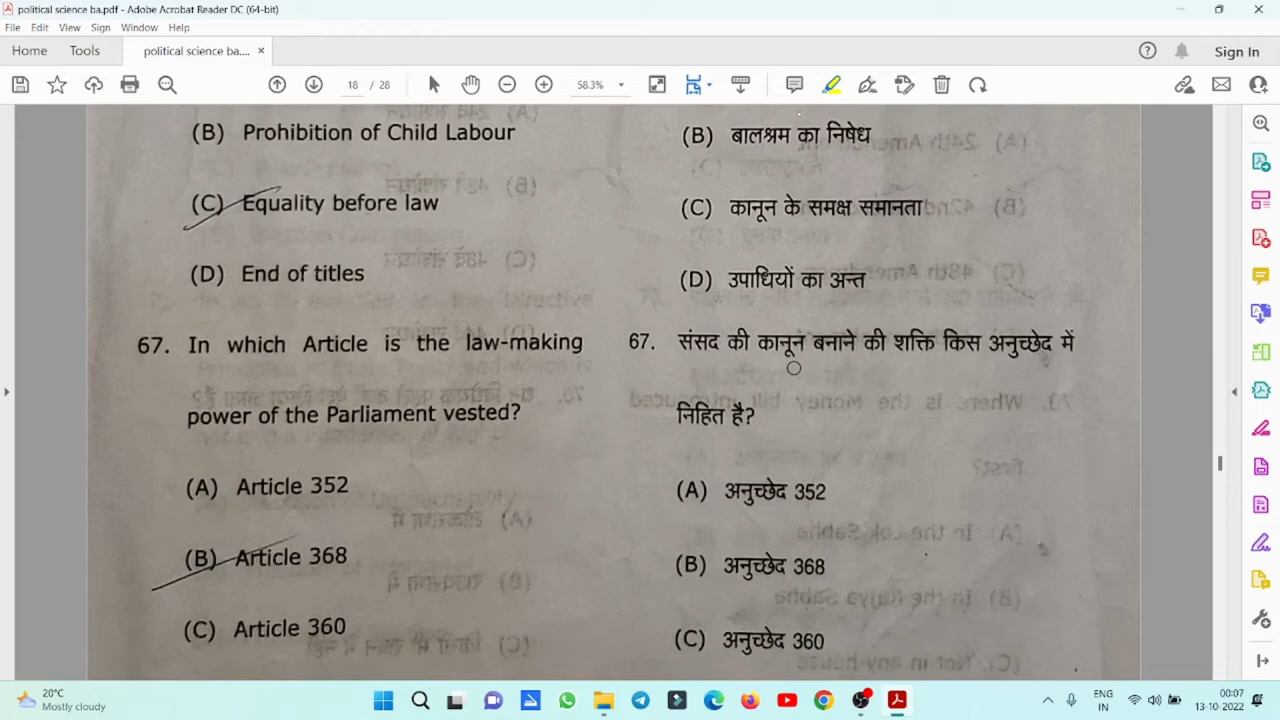 political science ba.pdf - Adobe Acrobat Reader DC (64-bit)
File Edit View Sign Window Help
Home Tools political science ba.... × Sign In
18 / 28 58.3%
(B) Prohibition of Child Labour
(C) Equality before law
(D) End of titles
67. In which Article is the law-making
power of the Parliament vested?
(A) Article 352
(B) Article 368
(C) Article 360
(B) बालश्रम का निषेध
(C) कानून के समक्ष समानता
(D) उपाधियों का अन्त
67. संसद की कानून बनाने की शक्ति किस अनुच्छेद में
निहित है?
(A) अनुच्छेद 352
(B) अनुच्छेद 368
(C) अनुच्छेद 360
20°C
Mostly cloudy
ENG
IN
00:07
13-10-2022